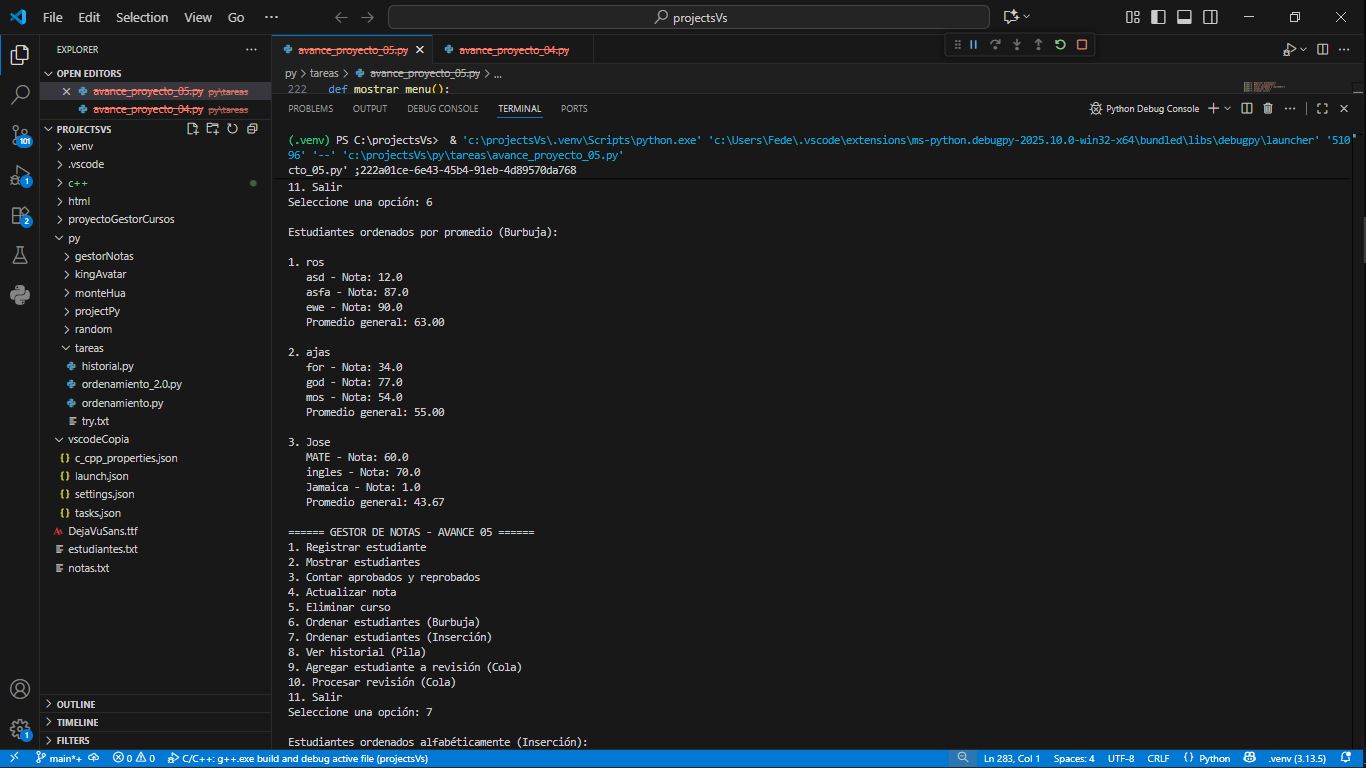 File Edit Selection View Go ··· projectsVs
EXPLORER ···
OPEN EDITORS
avance_proyecto_05.py py\tareas
avance_proyecto_04.py py\tareas
PROJECTSVS
.venv
.vscode
c++
html
proyectoGestorCursos
py
gestorNotas
kingAvatar
monteHua
projectPy
random
tareas
historial.py
ordenamiento_2.0.py
ordenamiento.py
try.txt
vscodeCopia
c_cpp_properties.json
launch.json
settings.json
tasks.json
DejaVuSans.ttf
estudiantes.txt
notas.txt
OUTLINE
TIMELINE
FILTERS
101
1
2
1
avance_proyecto_05.py avance_proyecto_04.py
py > tareas > avance_proyecto_05.py > ...
222 def mostrar_menu():
PROBLEMS OUTPUT DEBUG CONSOLE TERMINAL PORTS Python Debug Console
(.venv) PS C:\projectsVs> & 'c:\projectsVs\.venv\Scripts\python.exe' 'c:\Users\Fede\.vscode\extensions\ms-python.debugpy-2025.10.0-win32-x64\bundled\libs\debugpy\launcher' '510
96' '--' 'c:\projectsVs\py\tareas\avance_proyecto_05.py'
cto_05.py' ;222a01ce-6e43-45b4-91eb-4d89570da768
11. Salir
Seleccione una opción: 6
Estudiantes ordenados por promedio (Burbuja):
1. ros
asd - Nota: 12.0
asfa - Nota: 87.0
ewe - Nota: 90.0
Promedio general: 63.00
2. ajas
for - Nota: 34.0
god - Nota: 77.0
mos - Nota: 54.0
Promedio general: 55.00
3. Jose
MATE - Nota: 60.0
ingles - Nota: 70.0
Jamaica - Nota: 1.0
Promedio general: 43.67
====== GESTOR DE NOTAS - AVANCE 05 ======
1. Registrar estudiante
2. Mostrar estudiantes
3. Contar aprobados y reprobados
4. Actualizar nota
5. Eliminar curso
6. Ordenar estudiantes (Burbuja)
7. Ordenar estudiantes (Inserción)
8. Ver historial (Pila)
9. Agregar estudiante a revisión (Cola)
10. Procesar revisión (Cola)
11. Salir
Seleccione una opción: 7
Estudiantes ordenados alfabéticamente (Inserción):
main*+ 0 0 C/C++: g++.exe build and debug active file (projectsVs) Ln 283, Col 1 Spaces: 4 UTF-8 CRLF {} Python .venv (3.13.5)